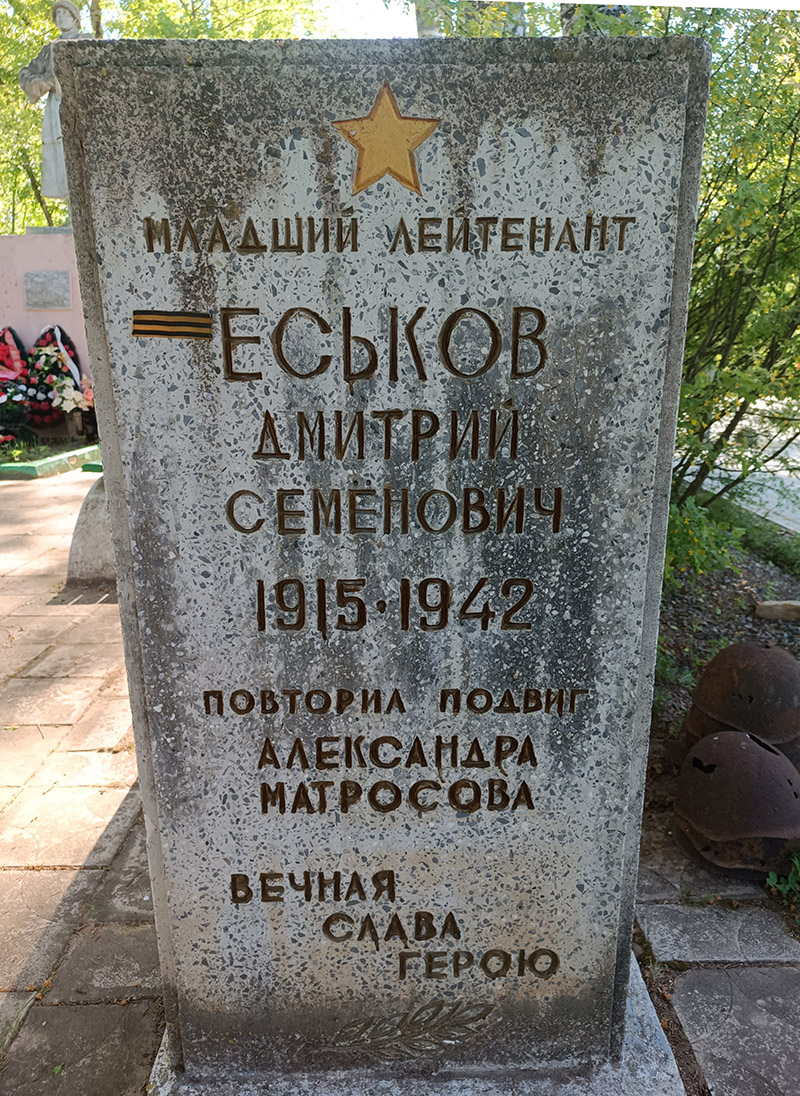 МЛАДШИЙ ЛЕЙТЕНАНТ
ЕСЬКОВ
ДМИТРИЙ
СЕМЁНОВИЧ
1915·1942
ПОВТОРИЛ ПОДВИГ
АЛЕКСАНДРА
МАТРОСОВА
ВЕЧНАЯ
СЛАВА
ГЕРОЮ